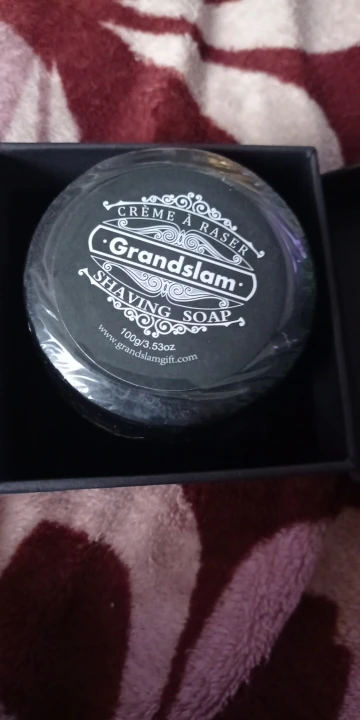 CRÈME À RASER
·Grandslam·
SHAVING SOAP
100g/3.53oz
www.grandslamgift.com